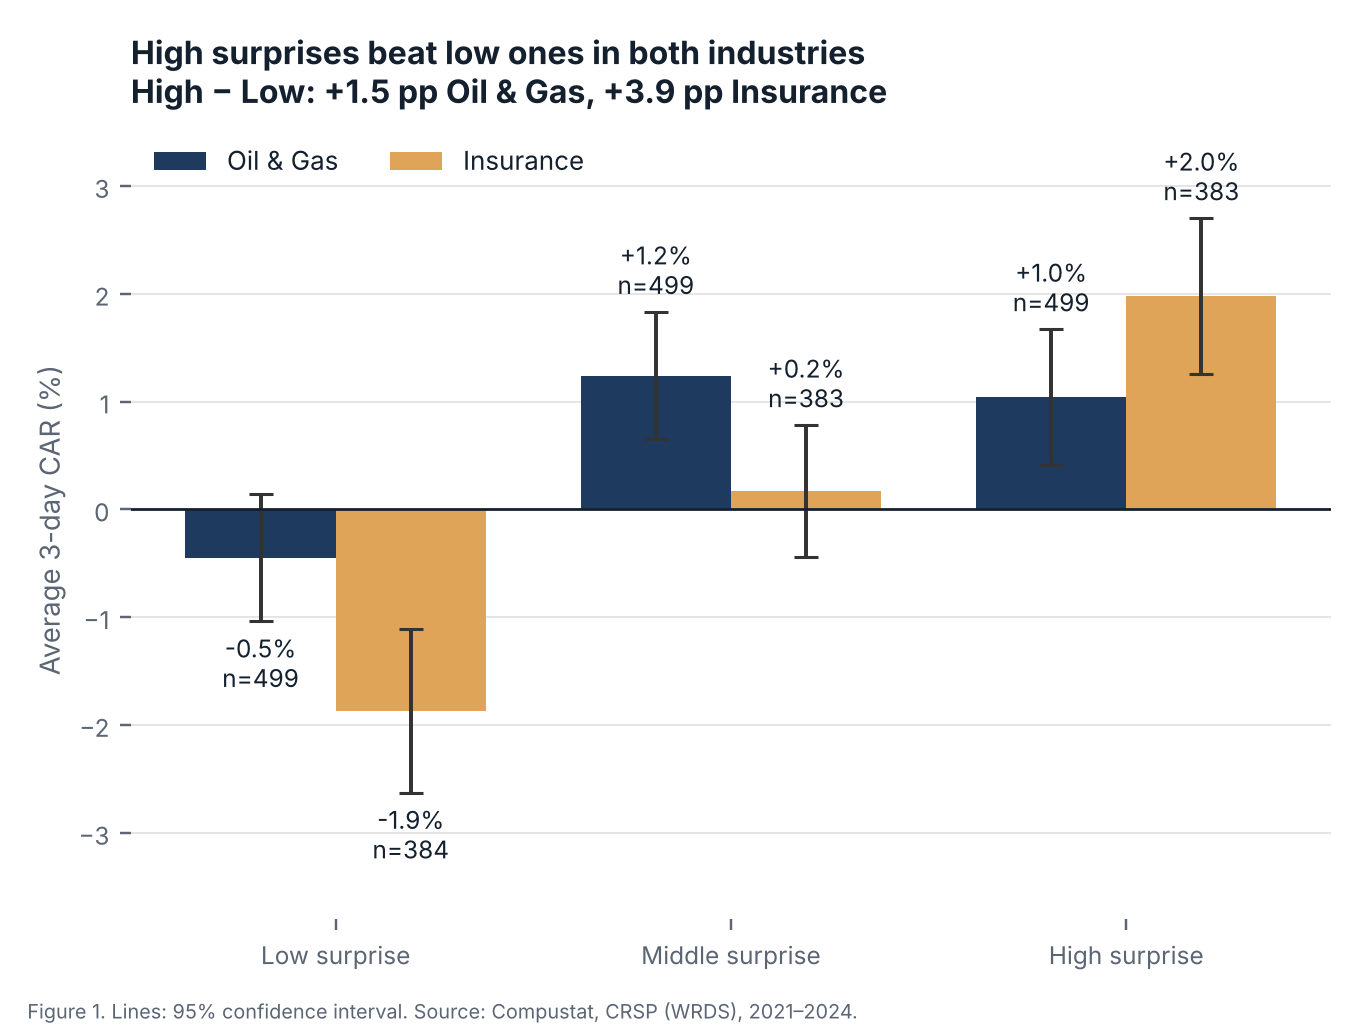 High surprises beat low ones in both industries
High − Low: +1.5 pp Oil & Gas, +3.9 pp Insurance
Oil & Gas
Insurance
Average 3-day CAR (%)
3
2
1
0
−1
−2
−3
-0.5%
n=499
-1.9%
n=384
+1.2%
n=499
+0.2%
n=383
+1.0%
n=499
+2.0%
n=383
Low surprise
Middle surprise
High surprise
Figure 1. Lines: 95% confidence interval. Source: Compustat, CRSP (WRDS), 2021–2024.